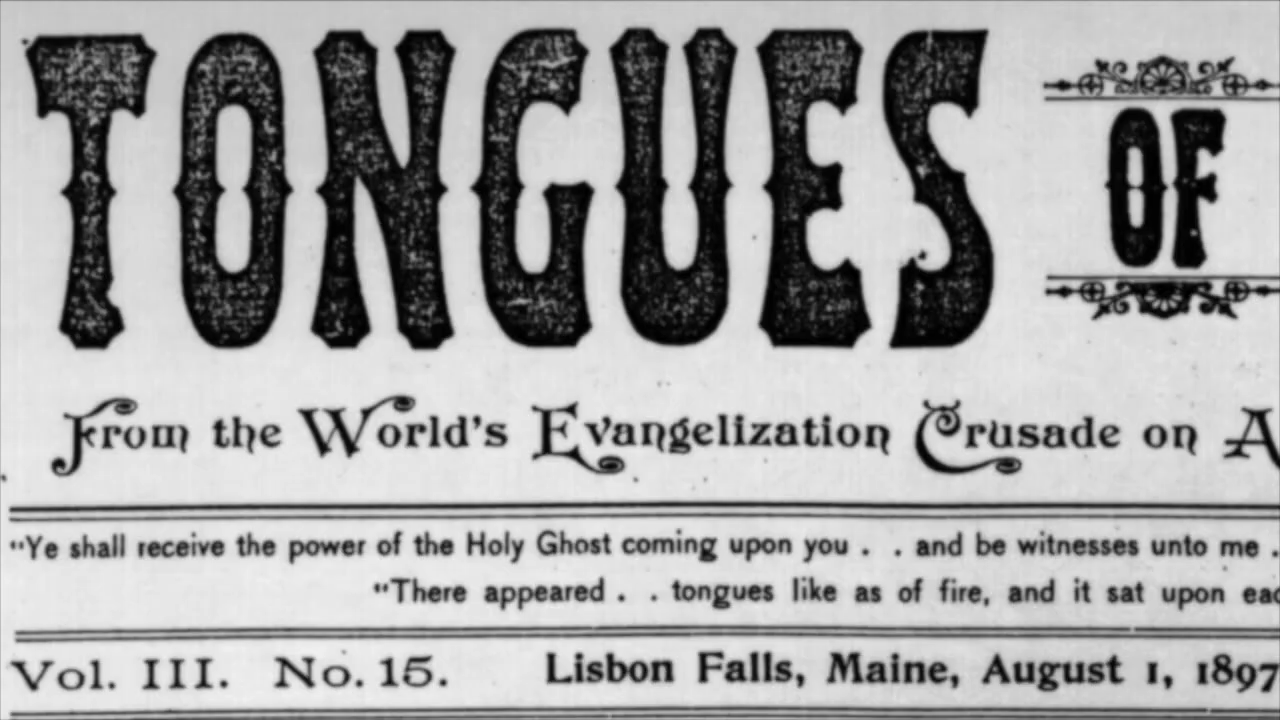 TONGUES OF
From the World's Evangelization Crusade on A
"Ye shall receive the power of the Holy Ghost coming upon you . . and be witnesses unto me .
"There appeared . . tongues like as of fire, and it sat upon eac
Vol. III. No. 15. Lisbon Falls, Maine, August 1, 1897